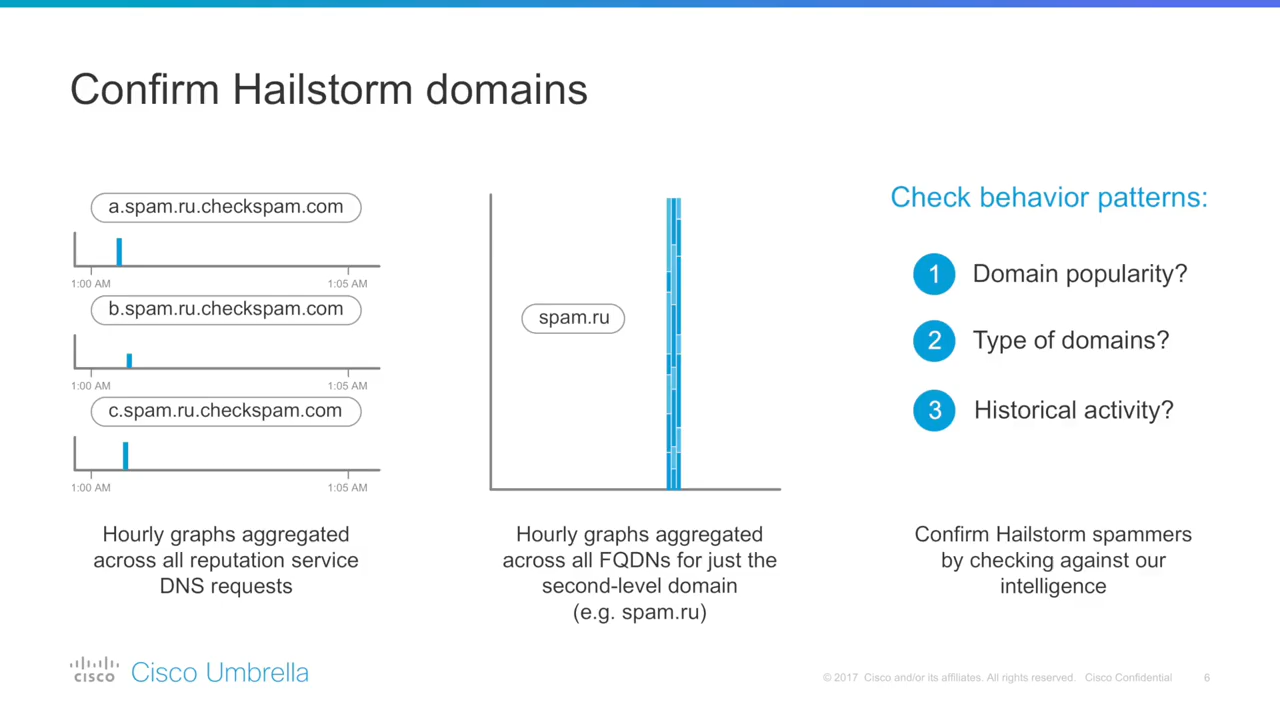 Confirm Hailstorm domains
a.spam.ru.checkspam.com
1:00 AM 1:05 AM
b.spam.ru.checkspam.com
1:00 AM 1:05 AM
c.spam.ru.checkspam.com
1:00 AM 1:05 AM
Hourly graphs aggregated
across all reputation service
DNS requests
spam.ru
Hourly graphs aggregated
across all FQDNs for just the
second-level domain
(e.g. spam.ru)
Check behavior patterns:
1 Domain popularity?
2 Type of domains?
3 Historical activity?
Confirm Hailstorm spammers
by checking against our
intelligence
CISCO Cisco Umbrella
© 2017 Cisco and/or its affiliates. All rights reserved. Cisco Confidential 6